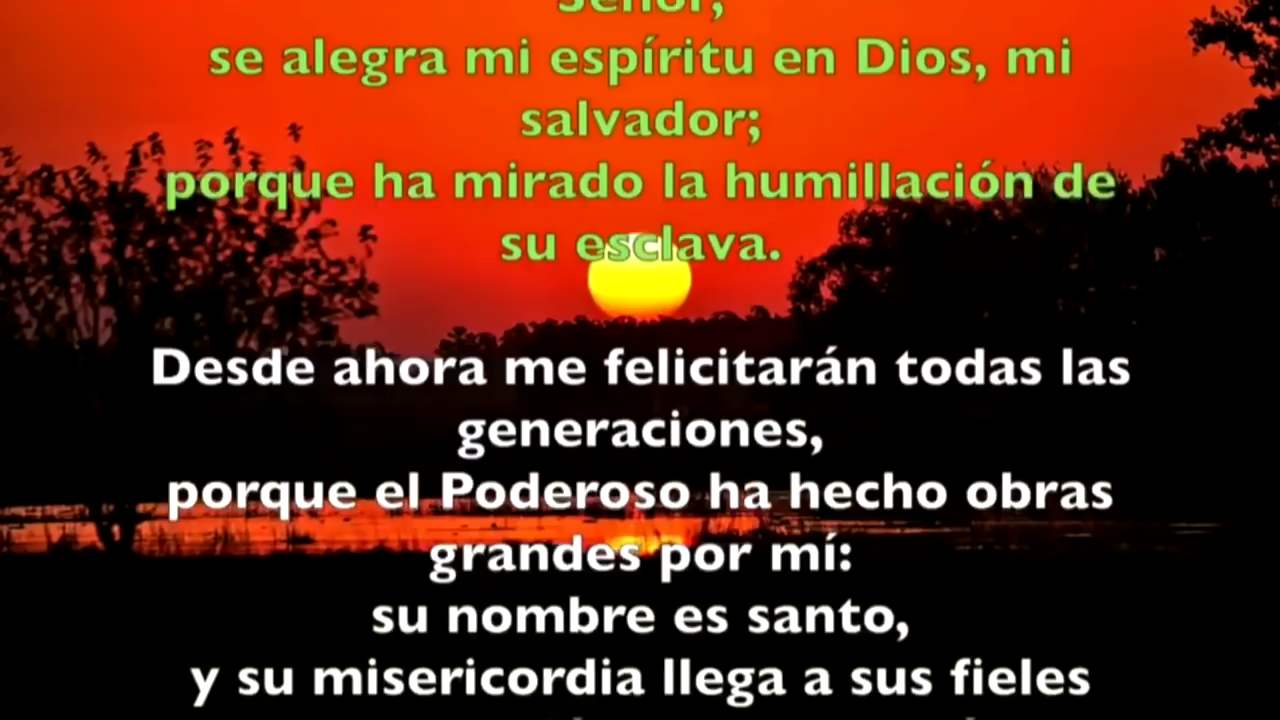 Señor,
se alegra mi espíritu en Dios, mi
salvador;
porque ha mirado la humillación de
su esclava.
Desde ahora me felicitarán todas las
generaciones,
porque el Poderoso ha hecho obras
grandes por mí:
su nombre es santo,
y su misericordia llega a sus fieles